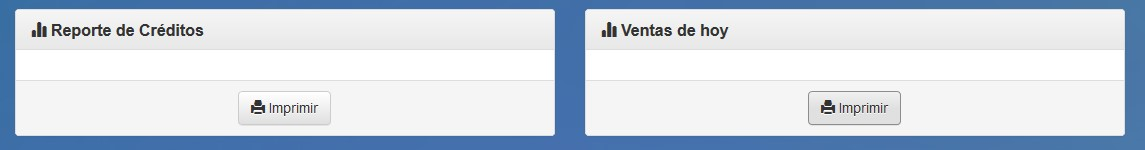 Reporte de Créditos
Imprimir
Ventas de hoy
Imprimir